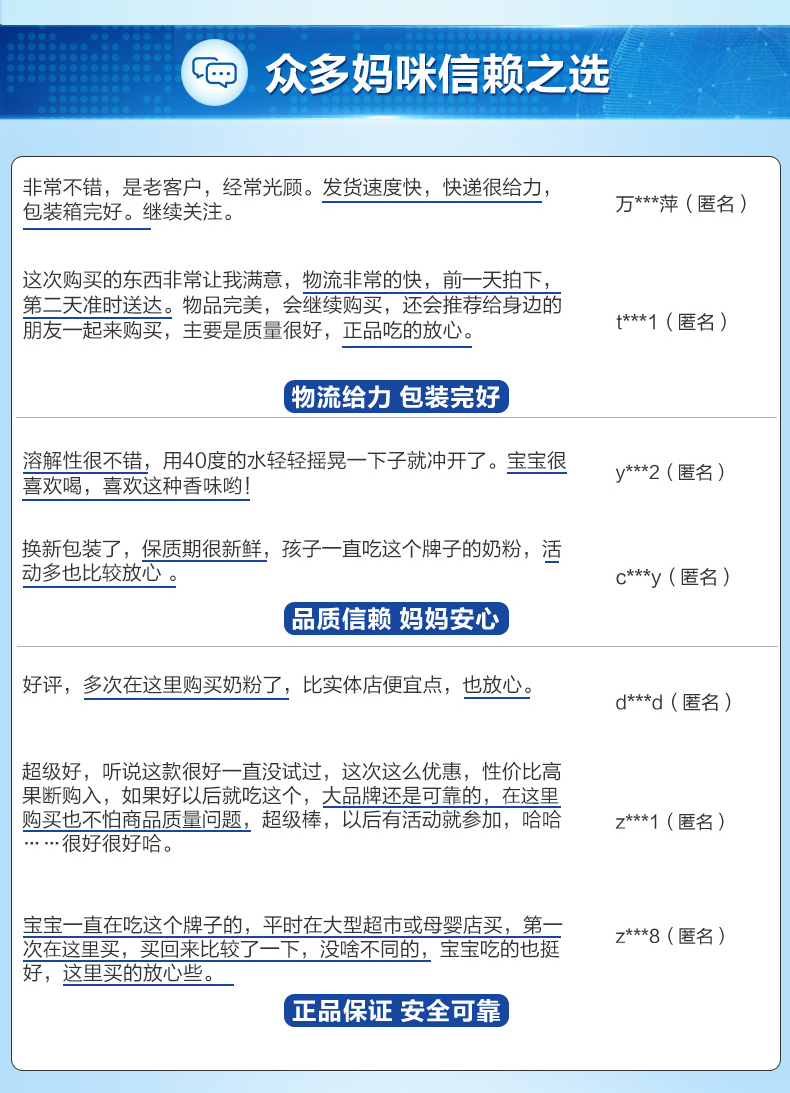 众多妈咪信赖之选
非常不错，是老客户，经常光顾。发货速度快，快递很给力，
包装箱完好。继续关注。
万***萍（匿名）
这次购买的东西非常让我满意，物流非常的快，前一天拍下，
第二天准时送达。物品完美，会继续购买，还会推荐给身边的
朋友一起来购买，主要是质量很好，正品吃的放心。
t***1（匿名）
物流给力 包装完好
溶解性很不错，用40度的水轻轻摇晃一下子就冲开了。宝宝很
喜欢喝，喜欢这种香味哟！
y***2（匿名）
换新包装了，保质期很新鲜，孩子一直吃这个牌子的奶粉，活
动多也比较放心 。
c***y（匿名）
品质信赖 妈妈安心
好评，多次在这里购买奶粉了，比实体店便宜点，也放心。
d***d（匿名）
超级好，听说这款很好一直没试过，这次这么优惠，性价比高
果断购入，如果好以后就吃这个，大品牌还是可靠的，在这里
购买也不怕商品质量问题，超级棒，以后有活动就参加，哈哈
……很好很好哈。
z***1（匿名）
宝宝一直在吃这个牌子的，平时在大型超市或母婴店买，第一
次在这里买，买回来比较了一下，没啥不同的，宝宝吃的也挺
好，这里买的放心些。
z***8（匿名）
正品保证 安全可靠